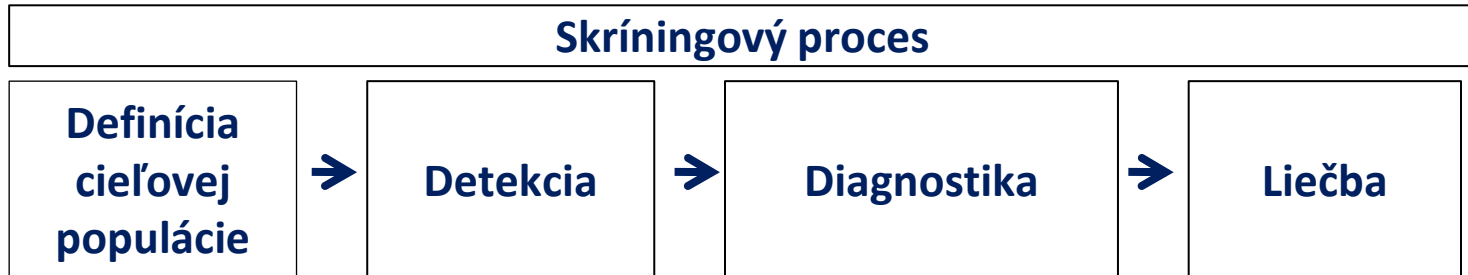 Skríningový proces
Definícia
cieľovej
populácie
Detekcia
Diagnostika
Liečba